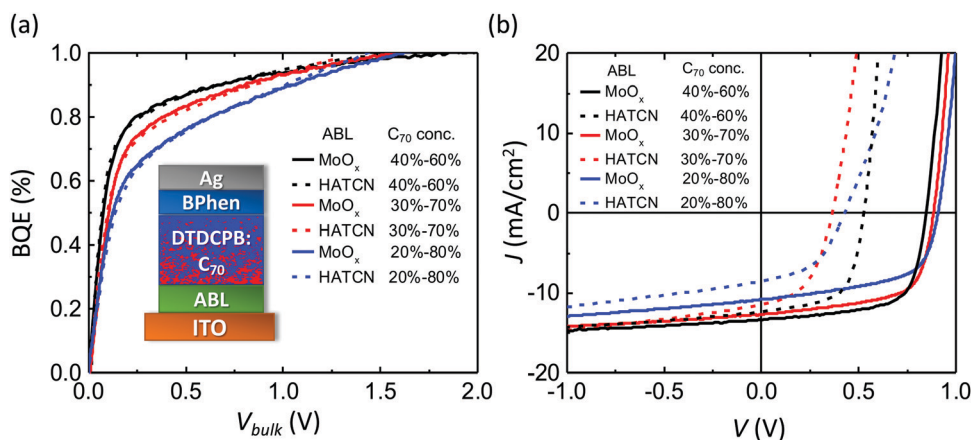 (a)
1.0
0.8
0.6
0.4
0.2
0.0
BQE (%)
0.0 0.5 1.0 1.5 2.0
V_bulk (V)
Ag
BPhen
DTDCPB:
C₇₀
ABL
ITO
ABL C₇₀ conc.
MoOₓ 40%-60%
HATCN 40%-60%
MoOₓ 30%-70%
HATCN 30%-70%
MoOₓ 20%-80%
HATCN 20%-80%
(b)
20
10
0
-10
-20
J (mA/cm²)
-1.0 -0.5 0.0 0.5 1.0
V (V)
ABL C₇₀ conc.
MoOₓ 40%-60%
HATCN 40%-60%
MoOₓ 30%-70%
HATCN 30%-70%
MoOₓ 20%-80%
HATCN 20%-80%